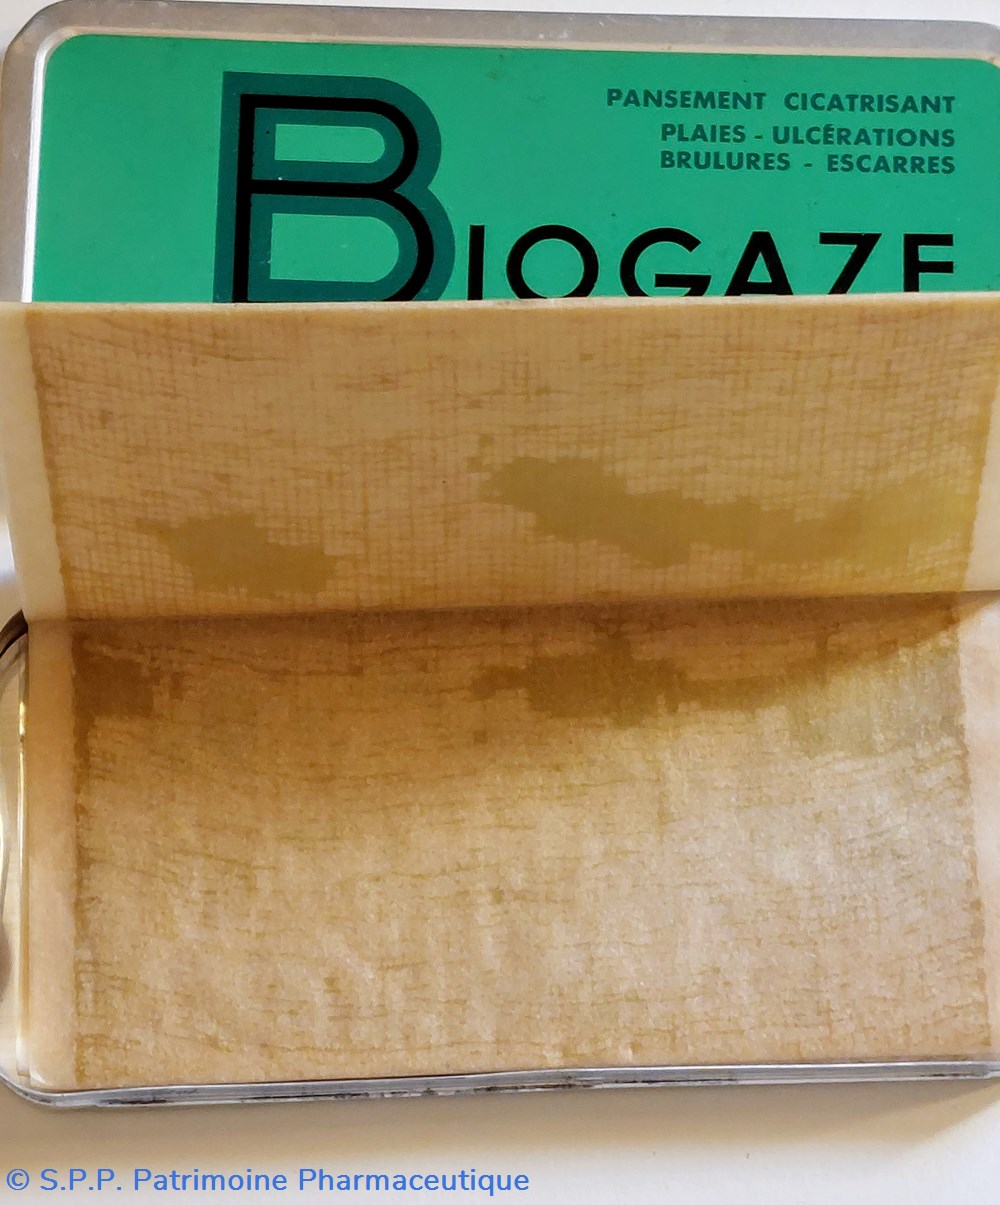 PANSEMENT CICATRISANT
PLAIES - ULCÉRATIONS
BRULURES - ESCARRES
BIOGAZE
© S.P.P. Patrimoine Pharmaceutique